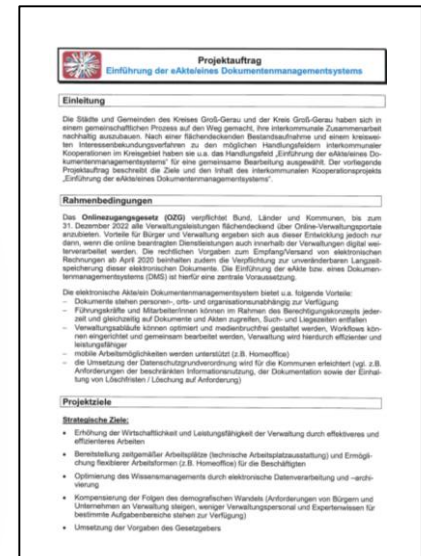 Projektauftrag
Einführung der eAkte/eines Dokumentenmanagementsystems
Einleitung
Die Städte und Gemeinden des Kreises Groß-Gerau und der Kreis Groß-Gerau haben sich in
einem gemeinschaftlichen Prozess auf den Weg gemacht, ihre interkommunale Zusammenarbeit
nachhaltig auszubauen. Nach einer flächendeckenden Bestandsaufnahme und einem kreiswei-
ten Interessenbekundungsverfahren zu den möglichen Handlungsfeldern interkommunaler
Kooperationen im Kreisgebiet haben sie u.a. das Handlungsfeld „Einführung der eAkte/eines Do-
kumentenmanagementsystems" für eine gemeinsame Bearbeitung ausgewählt. Der vorliegende
Projektauftrag beschreibt die Ziele und den Inhalt des interkommunalen Kooperationsprojekts
„Einführung der eAkte/eines Dokumentenmanagementsystems".
Rahmenbedingungen
Das Onlinezugangsgesetz (OZG) verpflichtet Bund, Länder und Kommunen, bis zum
31. Dezember 2022 alle Verwaltungsleistungen flächendeckend über Online-Verwaltungsportale
anzubieten. Vorteile für Bürger und Verwaltung ergeben sich aus dieser Entwicklung jedoch nur
dann, wenn die online beantragten Dienstleistungen auch innerhalb der Verwaltungen digital wei-
terverarbeitet werden. Die rechtlichen Vorgaben zum Empfang/Versand von elektronischen
Rechnungen ab April 2020 beinhalten zudem die Verpflichtung zur unveränderbaren Langzeit-
speicherung dieser elektronischen Dokumente. Die Einführung der eAkte bzw. eines Dokumen-
tenmanagementsystems (DMS) ist hierfür eine zentrale Voraussetzung.
Die elektronische Akte/ein Dokumentenmanagementsystem bietet u.a. folgende Vorteile:
– Dokumente stehen personen-, orts- und organisationsunabhängig zur Verfügung
– Führungskräfte und Mitarbeiter/innen können im Rahmen des Berechtigungskonzepts jeder-
zeit und gleichzeitig auf Dokumente und Akten zugreifen, Such- und Liegezeiten entfallen
– Verwaltungsabläufe können optimiert und medienbruchfrei gestaltet werden, Workflows kön-
nen eingerichtet und gemeinsam bearbeitet werden, Verwaltung wird hierdurch effizienter und
leistungsfähiger
– mobile Arbeitsmöglichkeiten werden unterstützt (z.B. Homeoffice)
– die Umsetzung der Datenschutzgrundverordnung wird für die Kommunen erleichtert (vgl. z.B.
Anforderungen der beschränkten Informationsnutzung, der Dokumentation sowie der Einhal-
tung von Löschfristen / Löschung auf Anforderung)
Projektziele
Strategische Ziele:
• Erhöhung der Wirtschaftlichkeit und Leistungsfähigkeit der Verwaltung durch effektiveres und
effizienteres Arbeiten
• Bereitstellung zeitgemäßer Arbeitsplätze (technische Arbeitsplatzausstattung) und Ermögli-
chung flexiblerer Arbeitsformen (z.B. Homeoffice) für die Beschäftigten
• Optimierung des Wissensmanagements durch elektronische Datenverarbeitung und –archi-
vierung
• Kompensierung der Folgen des demografischen Wandels (Anforderungen von Bürgern und
Unternehmen an Verwaltung steigen, weniger Verwaltungspersonal und Expertenwissen für
bestimmte Aufgabenbereiche stehen zur Verfügung)
• Umsetzung der Vorgaben des Gesetzgebers